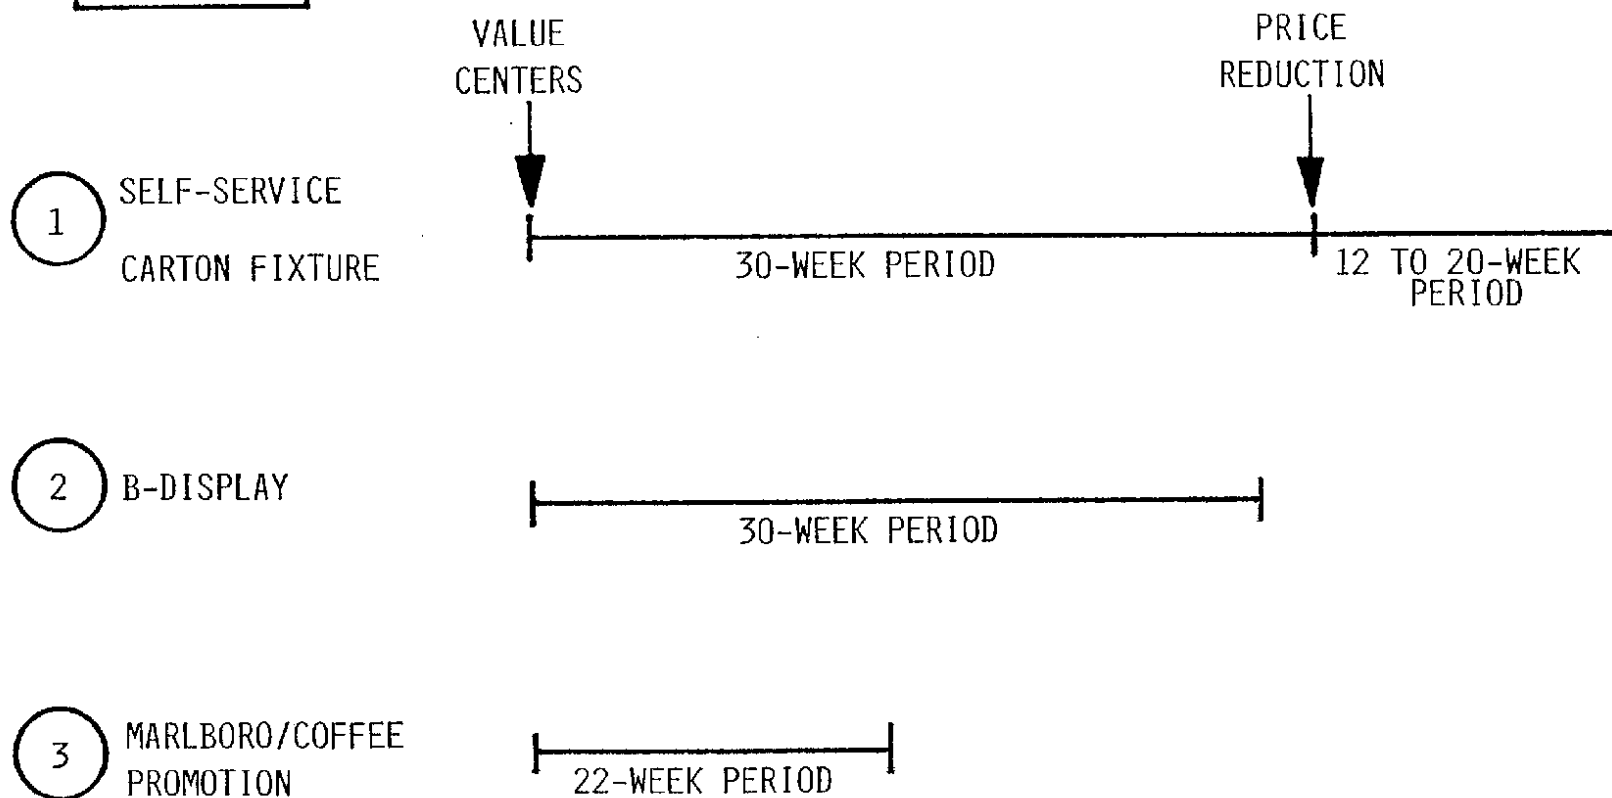 VALUE
CENTERS
PRICE
REDUCTION
1
SELF-SERVICE
CARTON FIXTURE
30-WEEK PERIOD
12 TO 20-WEEK
PERIOD
2
B-DISPLAY
30-WEEK PERIOD
3
MARLBORO/COFFEE
PROMOTION
22-WEEK PERIOD